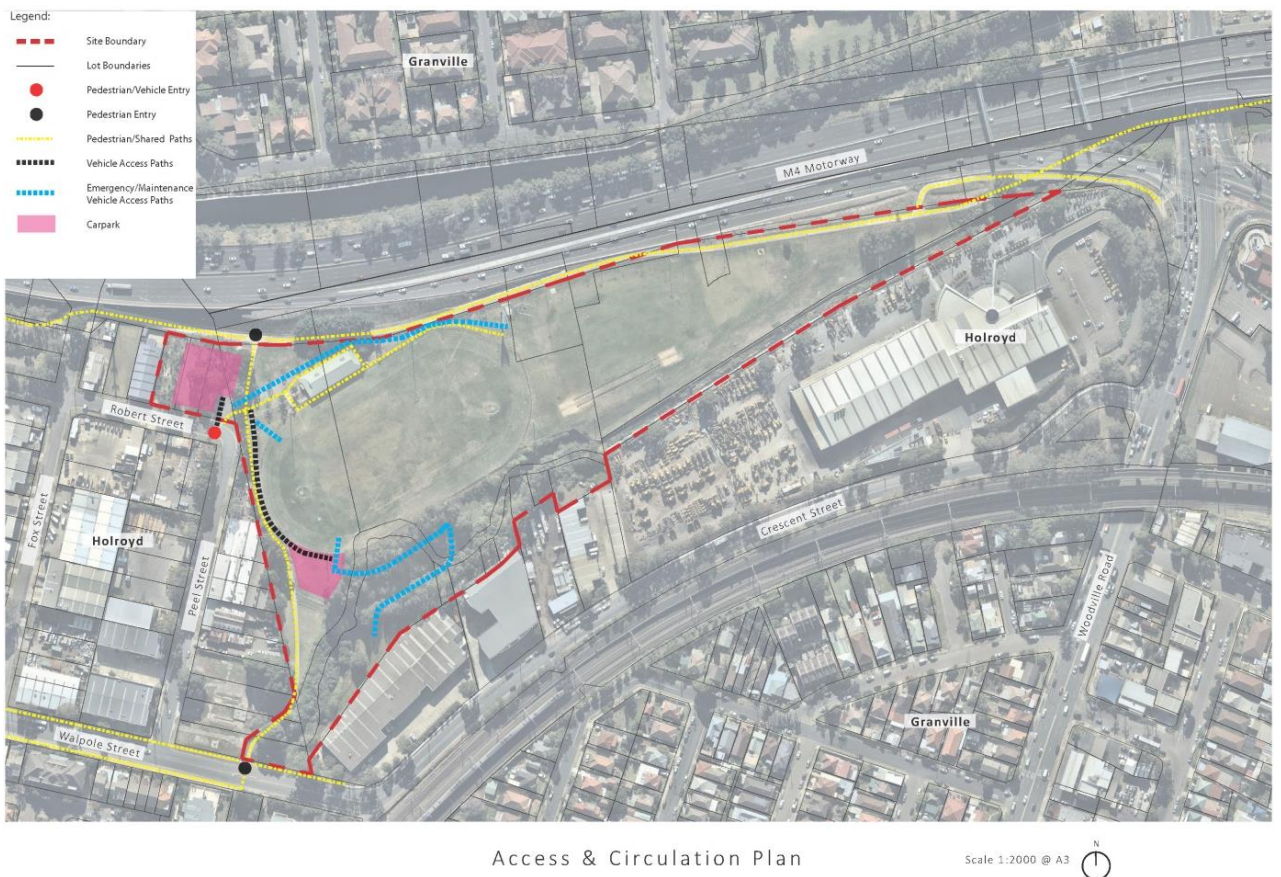 Legend:
Site Boundary
Lot Boundaries
Pedestrian/Vehicle Entry
Pedestrian Entry
Pedestrian/Shared Paths
Vehicle Access Paths
Emergency/Maintenance
Vehicle Access Paths
Carpark
Granville
M4 Motorway
Holroyd
Robert Street
Fox Street
Holroyd
Peel Street
Crescent Street
Woodville Road
Granville
Walpole Street
Access & Circulation Plan
Scale 1:2000 @ A3
N